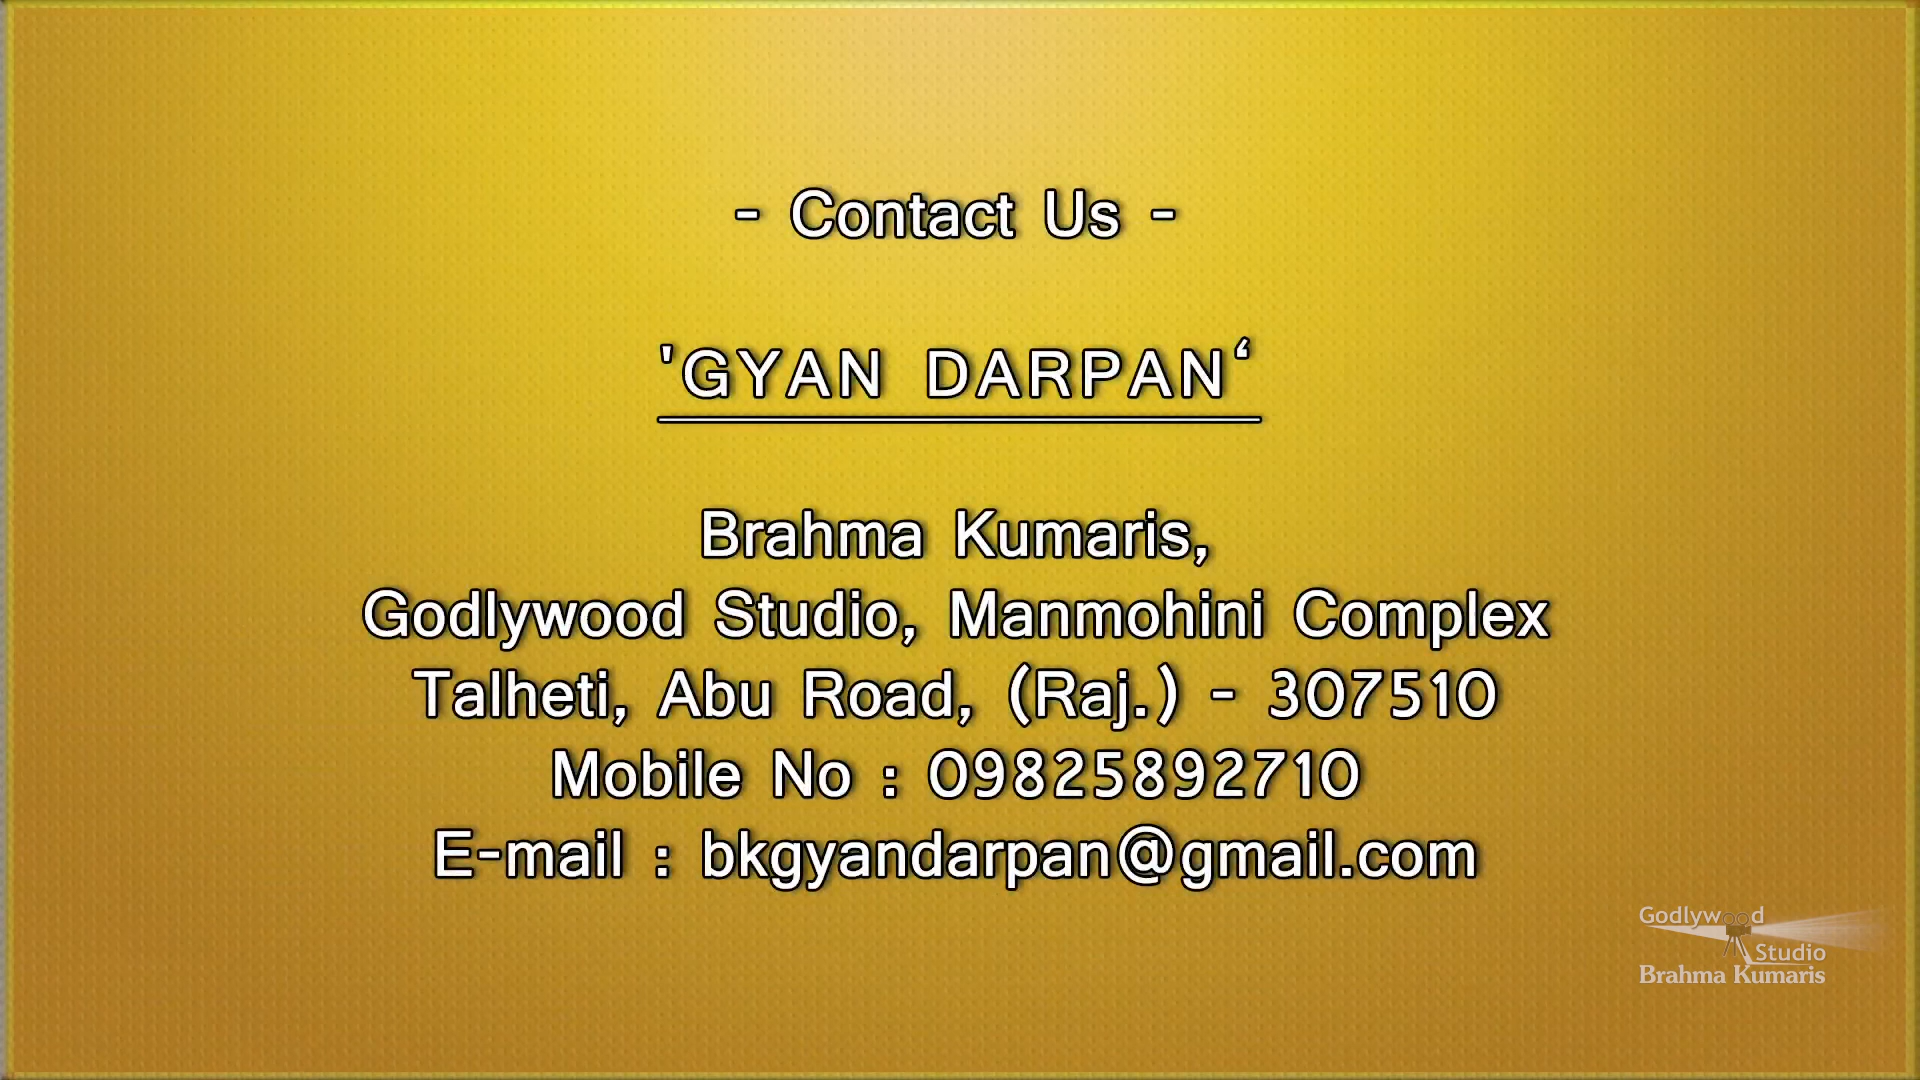 - Contact Us -
'GYAN DARPAN‘
Brahma Kumaris,
Godlywood Studio, Manmohini Complex
Talheti, Abu Road, (Raj.) - 307510
Mobile No : 09825892710
E-mail : bkgyandarpan@gmail.com
Godlywood
Studio
Brahma Kumaris